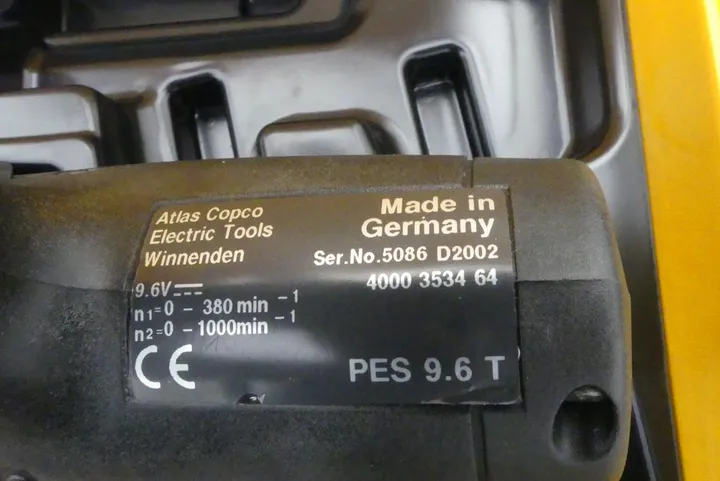 Atlas Copco
Electric Tools
Winnenden
Made in
Germany
Ser.No.5086 D2002
4000 3534 64
9.6V⎓
n1=0 - 380 min -1
n2=0 - 1000min -1
CE
PES 9.6 T